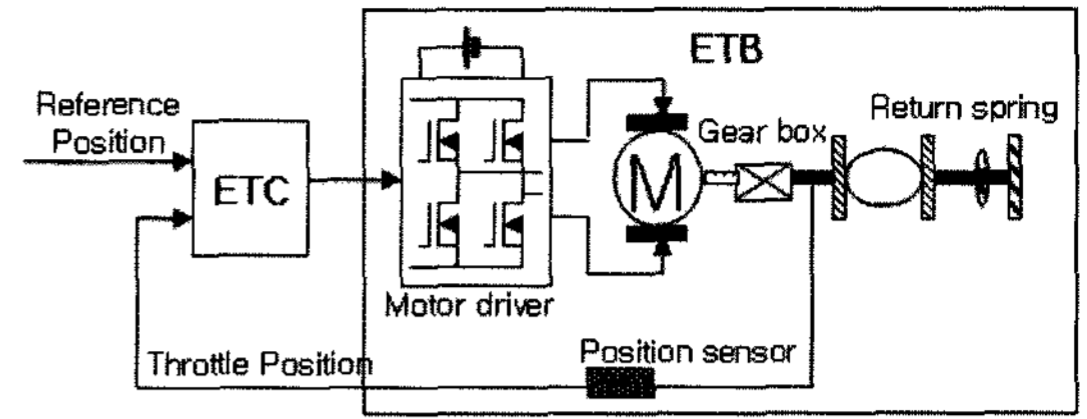 ETB
Reference
Position
Return spring
Gear box
ETC
M
Motor driver
Position sensor
Throttle Position